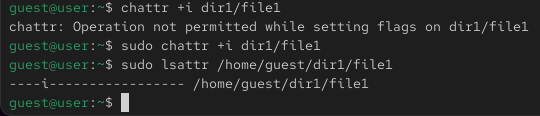 guest@user:~$ chattr +i dir1/file1
chattr: Operation not permitted while setting flags on dir1/file1
guest@user:~$ sudo chattr +i dir1/file1
guest@user:~$ sudo lsattr /home/guest/dir1/file1
----i----------------- /home/guest/dir1/file1
guest@user:~$